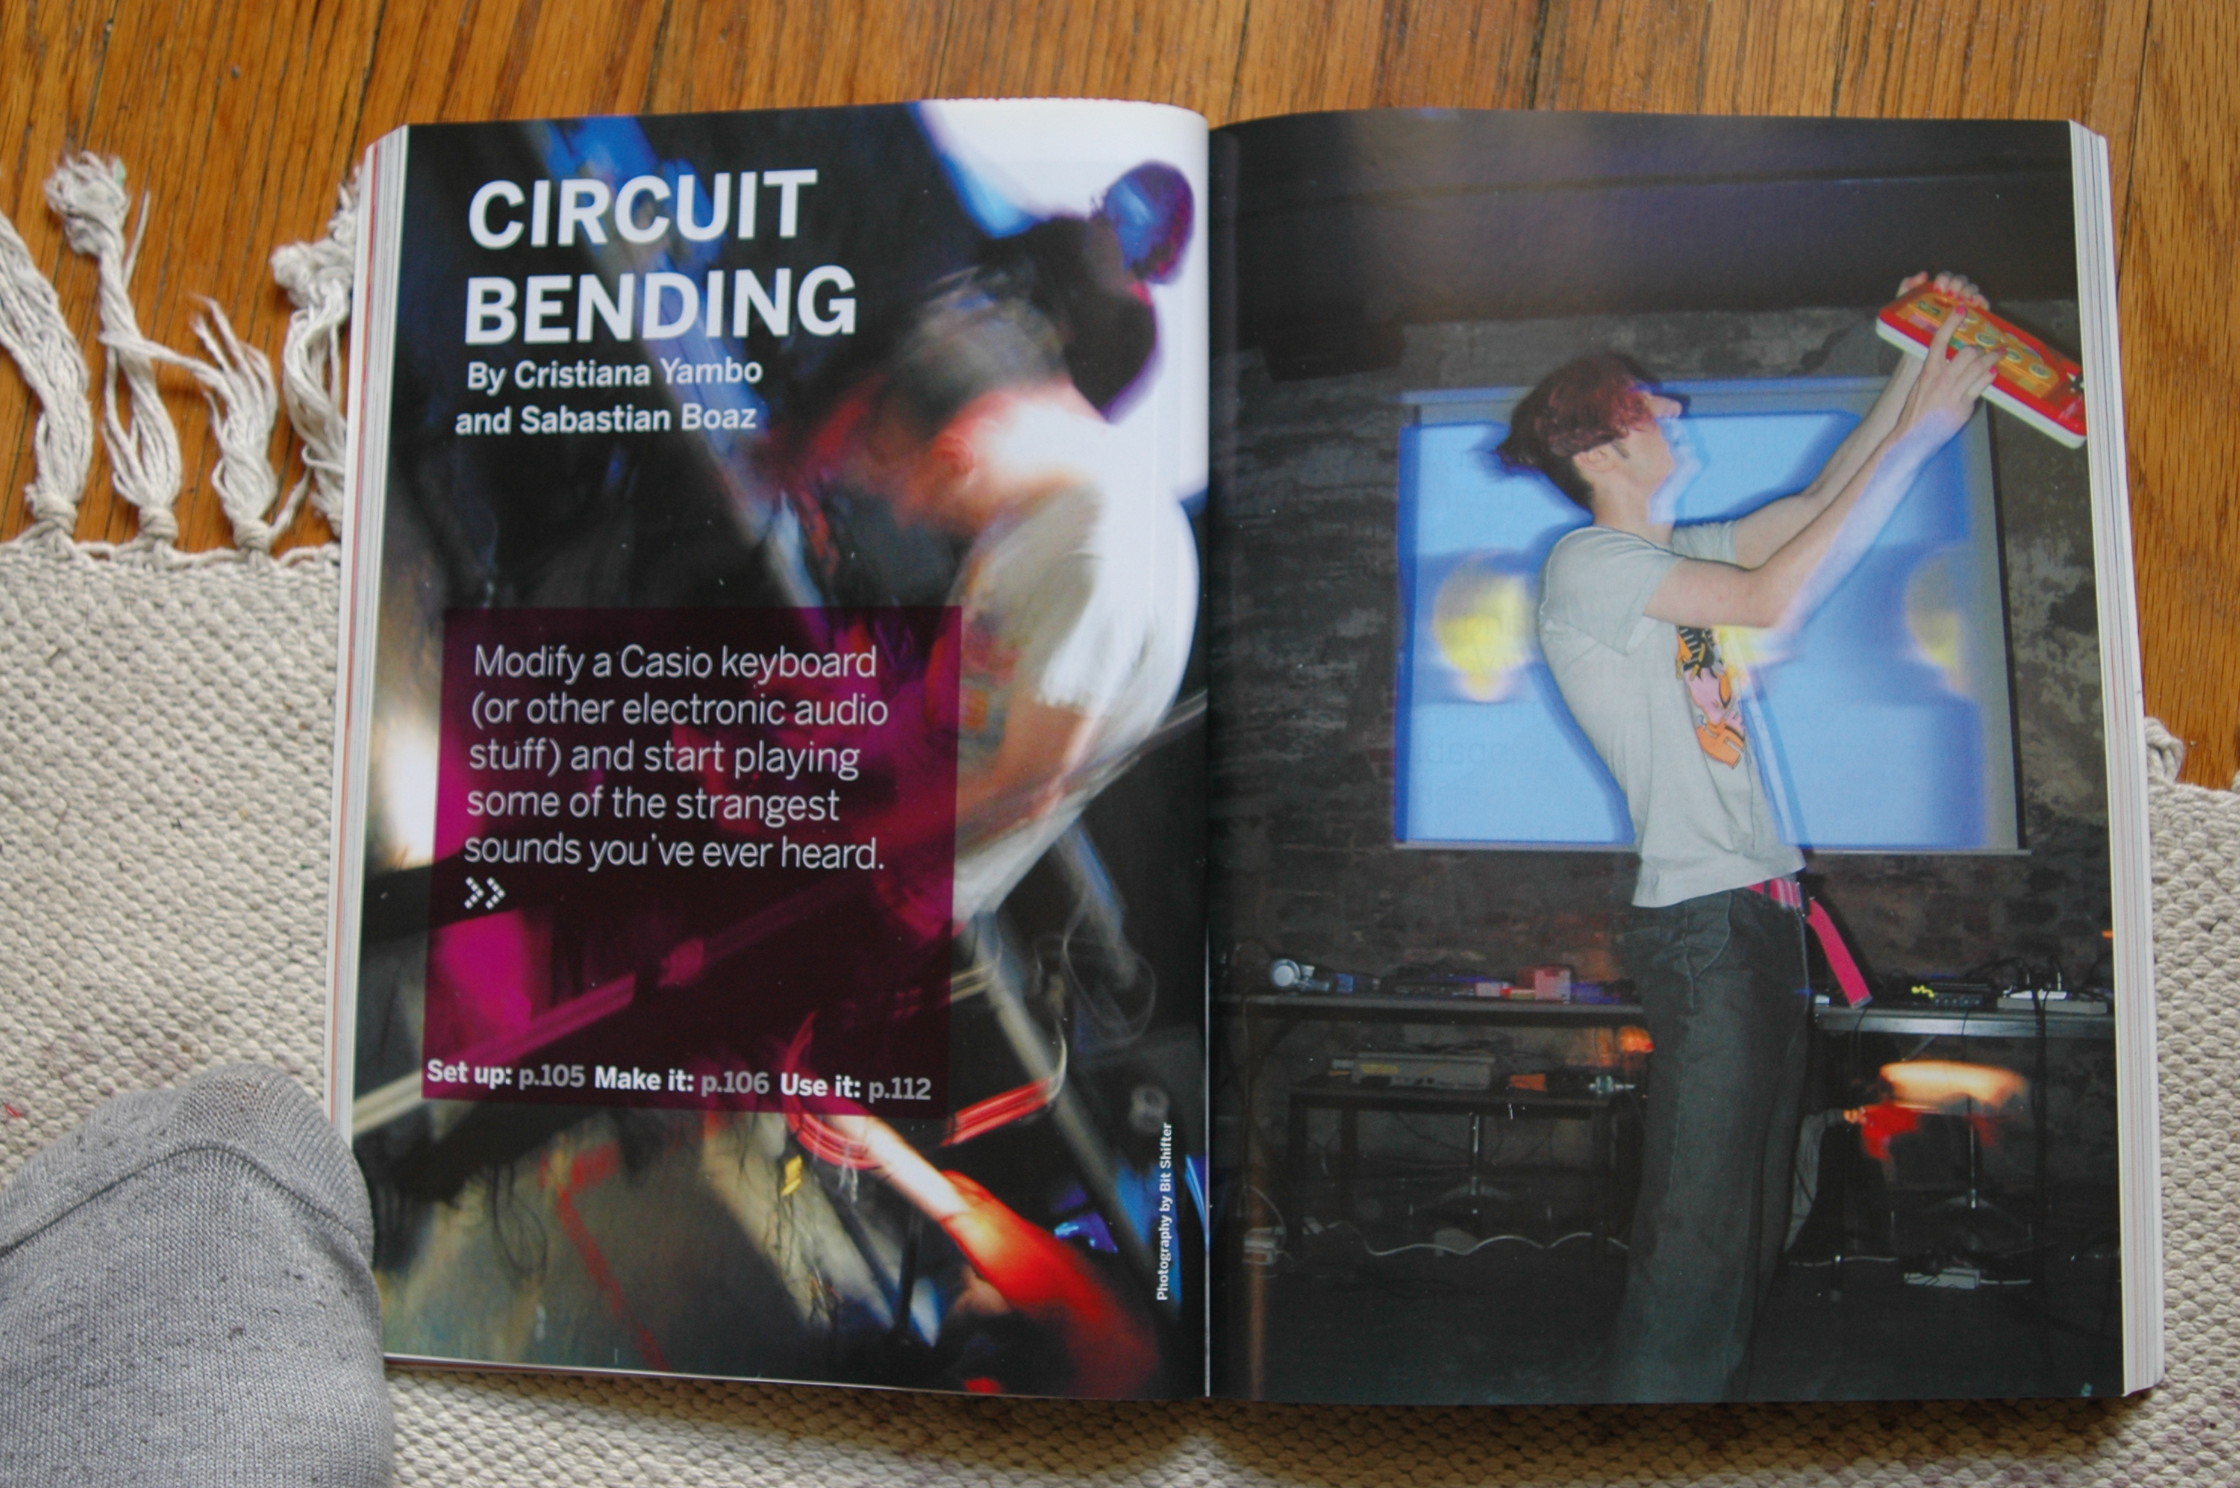 CIRCUIT
BENDING
By Cristiana Yambo
and Sabastian Boaz
Modify a Casio keyboard
(or other electronic audio
stuff) and start playing
some of the strangest
sounds you've ever heard.
Set up: p.105 Make it: p.106 Use it: p.112
Photography by Bit Shifter